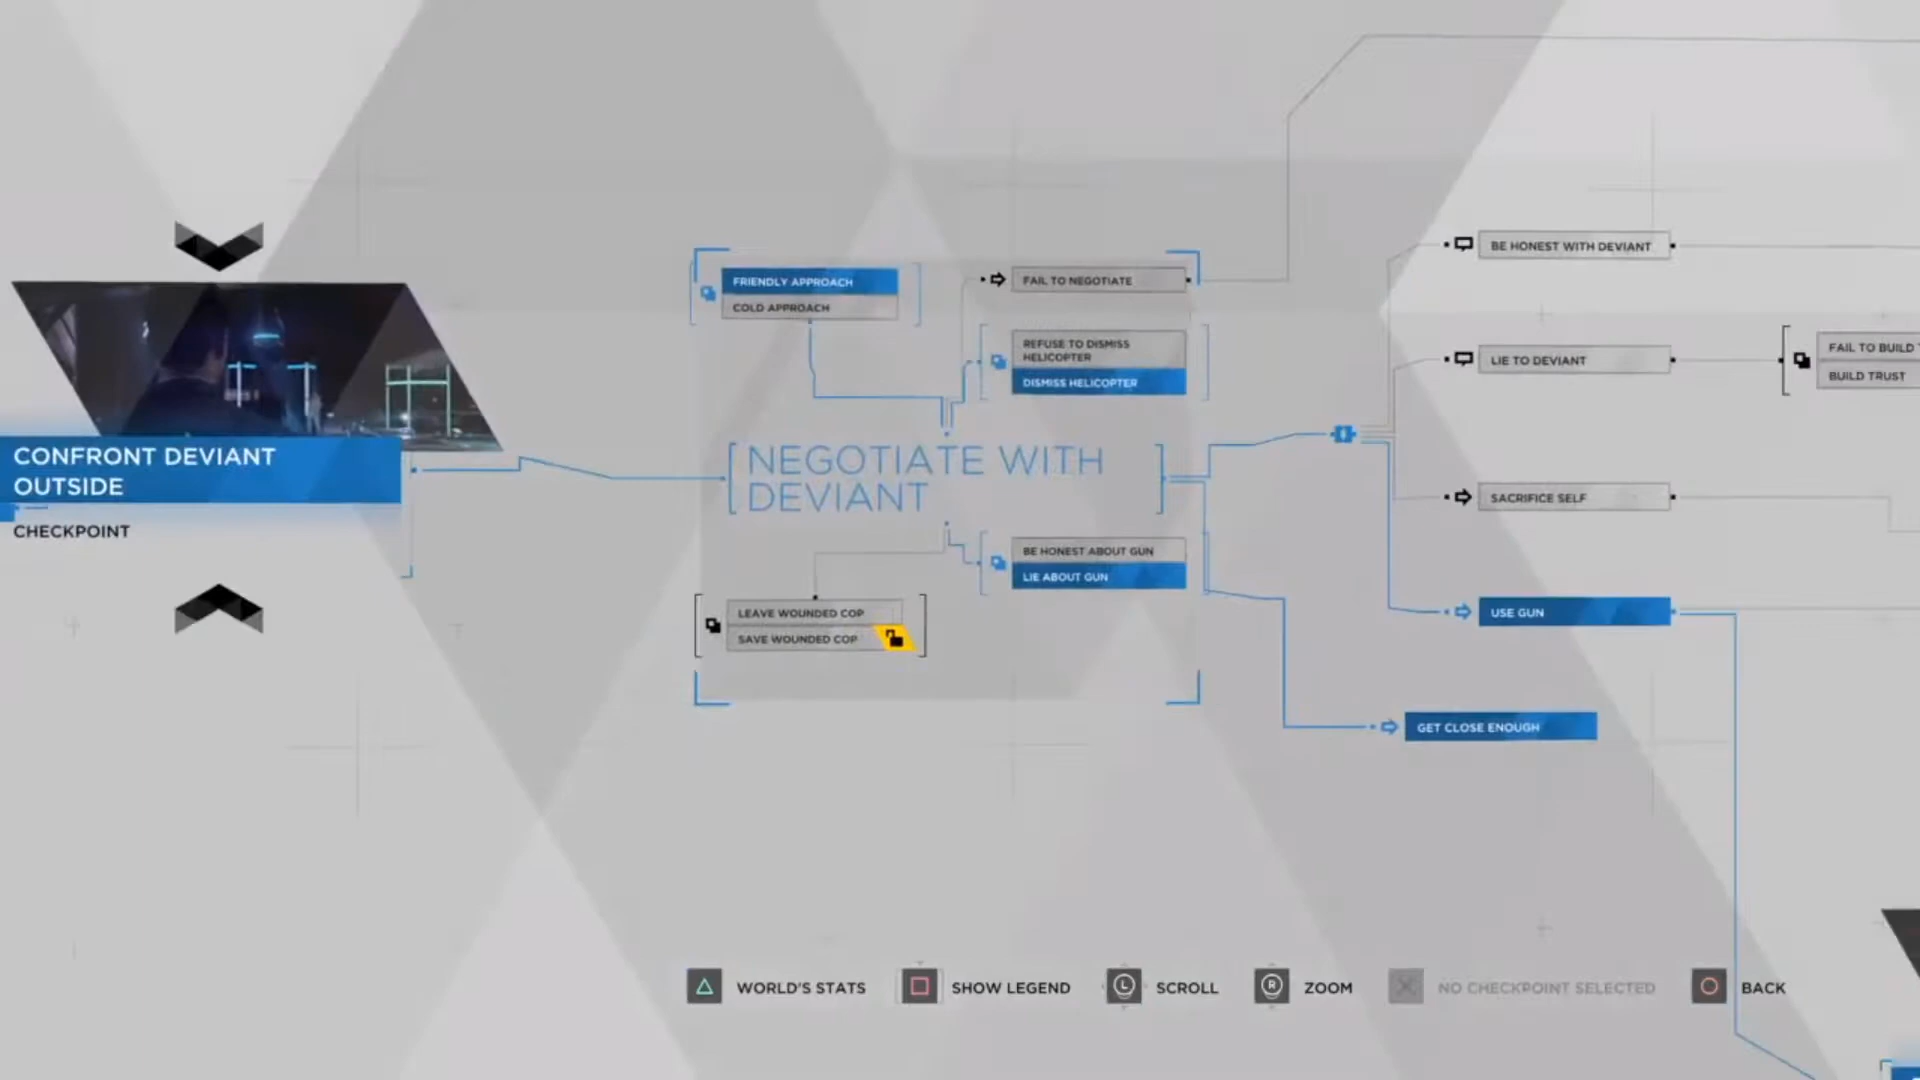 CONFRONT DEVIANT
OUTSIDE
CHECKPOINT
FRIENDLY APPROACH
COLD APPROACH
FAIL TO NEGOTIATE
REFUSE TO DISMISS
HELICOPTER
DISMISS HELICOPTER
NEGOTIATE WITH
DEVIANT
BE HONEST ABOUT GUN
LIE ABOUT GUN
LEAVE WOUNDED COP
SAVE WOUNDED COP
BE HONEST WITH DEVIANT
LIE TO DEVIANT
FAIL TO BUILD
BUILD TRUST
SACRIFICE SELF
USE GUN
GET CLOSE ENOUGH
WORLD'S STATS
SHOW LEGEND
L
SCROLL
R
ZOOM
NO CHECKPOINT SELECTED
BACK